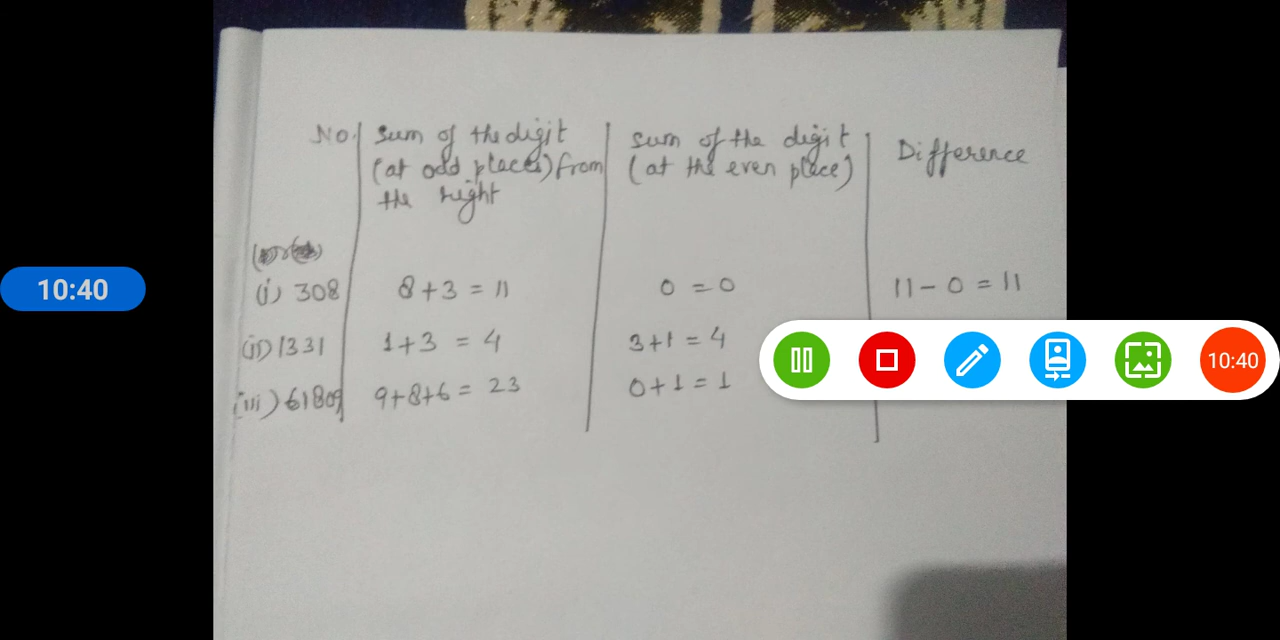 No. sum of the digit sum of the digit Difference
(at odd places) from (at the even place)
the right
(i) 308 8+3 = 11 0 = 0 11 - 0 = 11
(ii) 1331 1+3 = 4 3+1 = 4
(iii) 61809 9+8+6 = 23 0+1 = 1
10:40
10:40